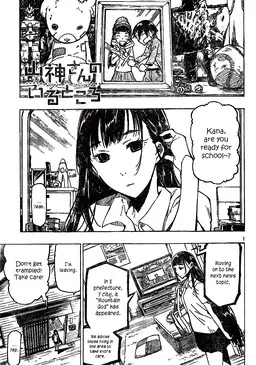 山神さんの
いるところ
Kana,
are you
ready for
school~?
Yeah.
1
Moving
on to the
next news
topic,
In X
prefecture,
Y city, a
"Mountain
God" has
appeared.
We advise
those living in
the area to
take extra
care.
I'm
leaving.
Don't get
trampled!
Take care!